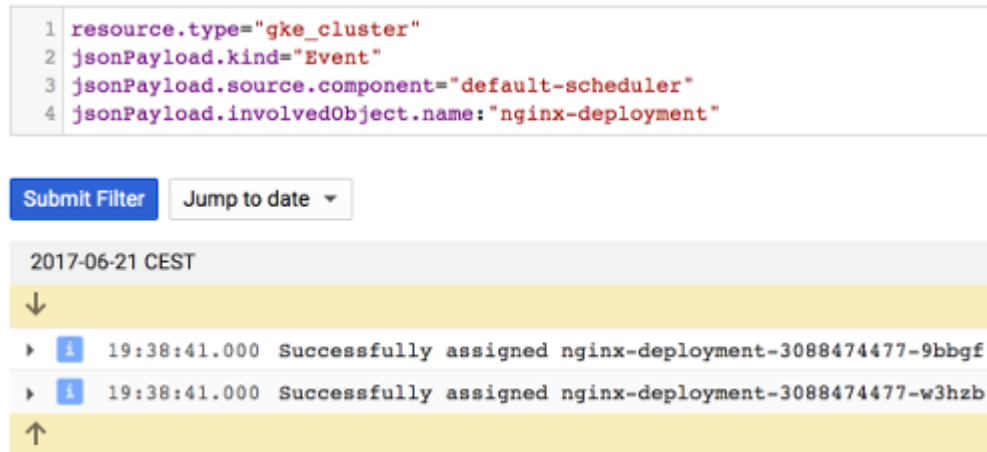 1 resource.type="gke_cluster"
2 jsonPayload.kind="Event"
3 jsonPayload.source.component="default-scheduler"
4 jsonPayload.involvedObject.name:"nginx-deployment"
Submit Filter Jump to date
2017-06-21 CEST
i 19:38:41.000 Successfully assigned nginx-deployment-3088474477-9bbgf
i 19:38:41.000 Successfully assigned nginx-deployment-3088474477-w3hzb